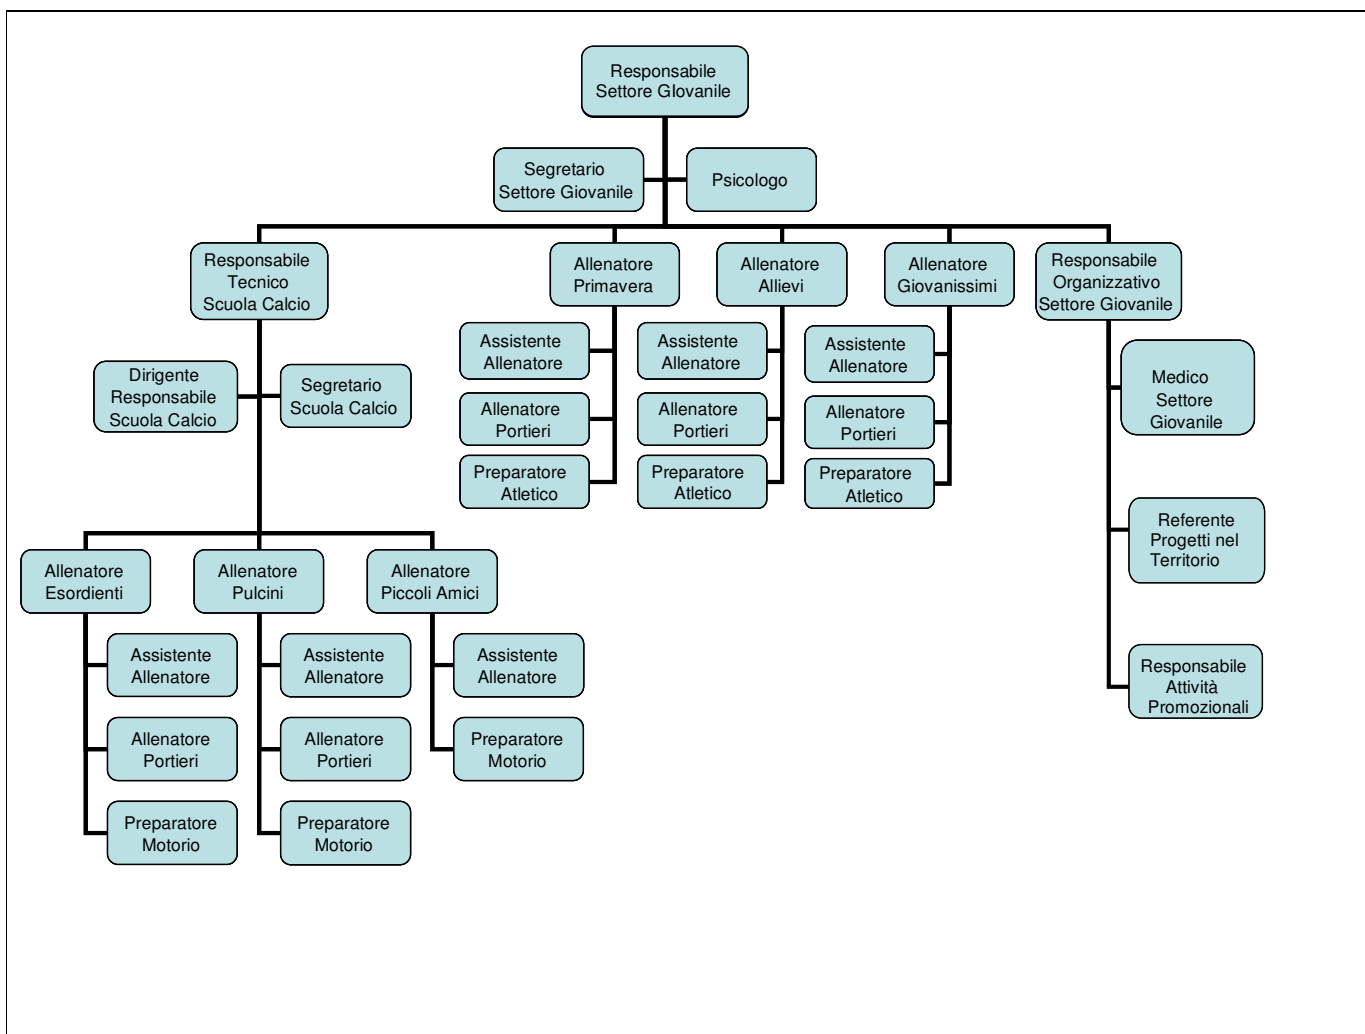 Responsabile
Settore GIovanile
Segretario
Settore Giovanile
Psicologo
Responsabile
Tecnico
Scuola Calcio
Allenatore
Primavera
Allenatore
Allievi
Allenatore
Giovanissimi
Responsabile
Organizzativo
Settore Giovanile
Dirigente
Responsabile
Scuola Calcio
Segretario
Scuola Calcio
Assistente
Allenatore
Allenatore
Portieri
Preparatore
Atletico
Assistente
Allenatore
Allenatore
Portieri
Preparatore
Atletico
Assistente
Allenatore
Allenatore
Portieri
Preparatore
Atletico
Medico
Settore
Giovanile
Referente
Progetti nel
Territorio
Responsabile
Attività
Promozionali
Allenatore
Esordienti
Allenatore
Pulcini
Allenatore
Piccoli Amici
Assistente
Allenatore
Allenatore
Portieri
Preparatore
Motorio
Assistente
Allenatore
Allenatore
Portieri
Preparatore
Motorio
Assistente
Allenatore
Preparatore
Motorio